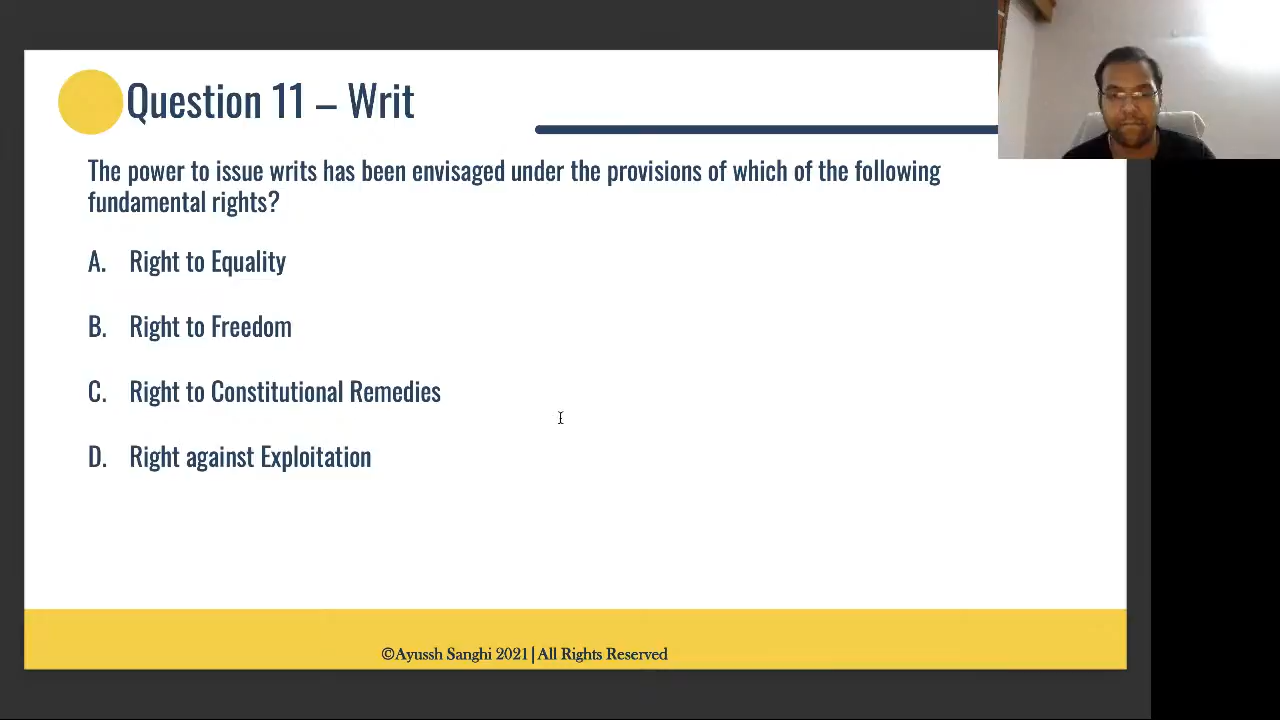 Question 11 – Writ
The power to issue writs has been envisaged under the provisions of which of the following
fundamental rights?
A. Right to Equality
B. Right to Freedom
C. Right to Constitutional Remedies
D. Right against Exploitation
©Ayussh Sanghi 2021|All Rights Reserved